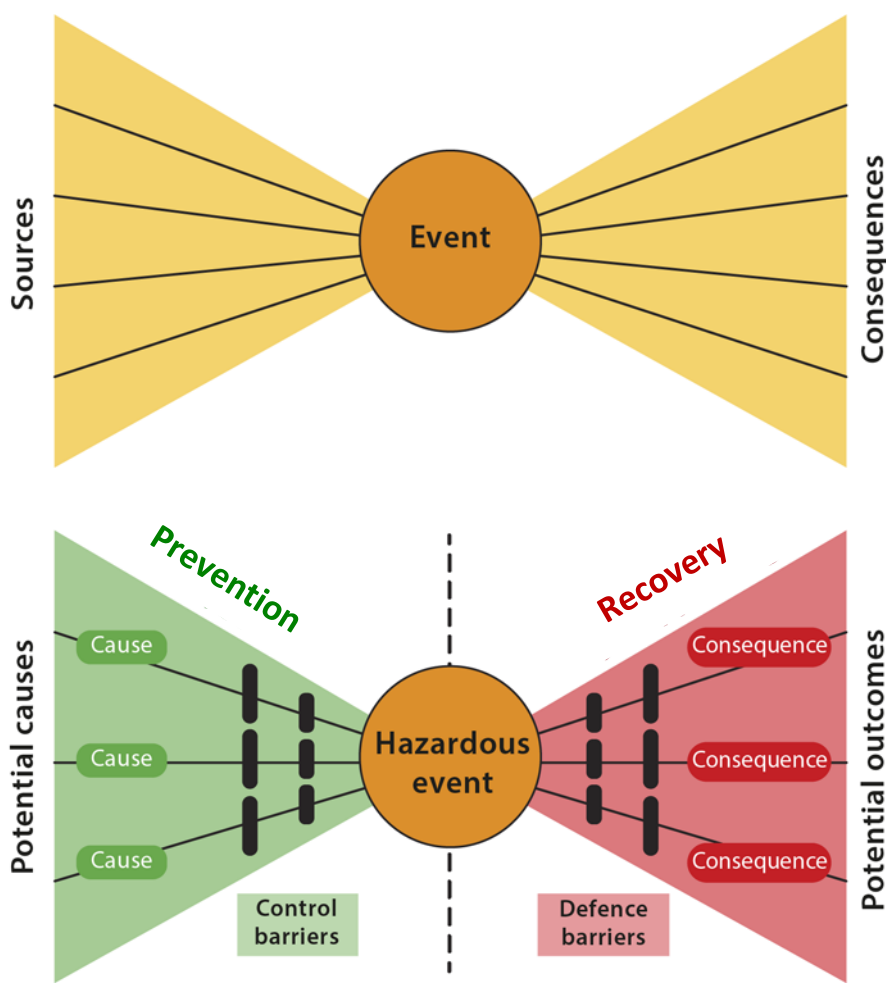 Sources
Event
Consequences
Prevention
Recovery
Potential causes
Cause
Cause
Cause
Hazardous
event
Consequence
Consequence
Consequence
Potential outcomes
Control
barriers
Defence
barriers